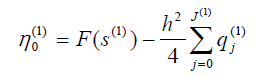 η₀⁽¹⁾ = F(s⁽¹⁾) − h²/4 ∑_{j=0}^{J⁽¹⁾} q_j⁽¹⁾